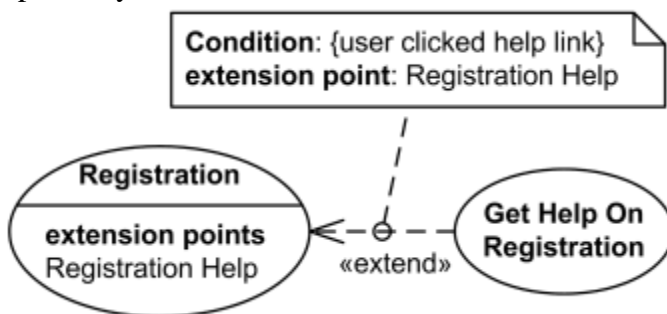 Condition: {user clicked help link}
extension point: Registration Help
Registration
extension points
Registration Help
«extend»
Get Help On
Registration